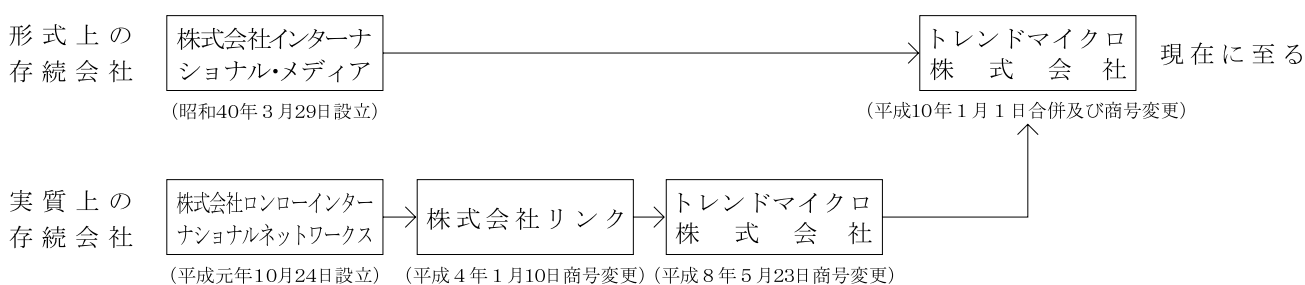 形式上の
存続会社
株式会社インターナ
ショナル・メディア
(昭和40年3月29日設立)
トレンドマイクロ
株式会社
(平成10年1月1日合併及び商号変更)
現在に至る
実質上の
存続会社
株式会社ロンローインター
ナショナルネットワークス
(平成元年10月24日設立)
株式会社リンク
(平成4年1月10日商号変更)
トレンドマイクロ
株式会社
(平成8年5月23日商号変更)